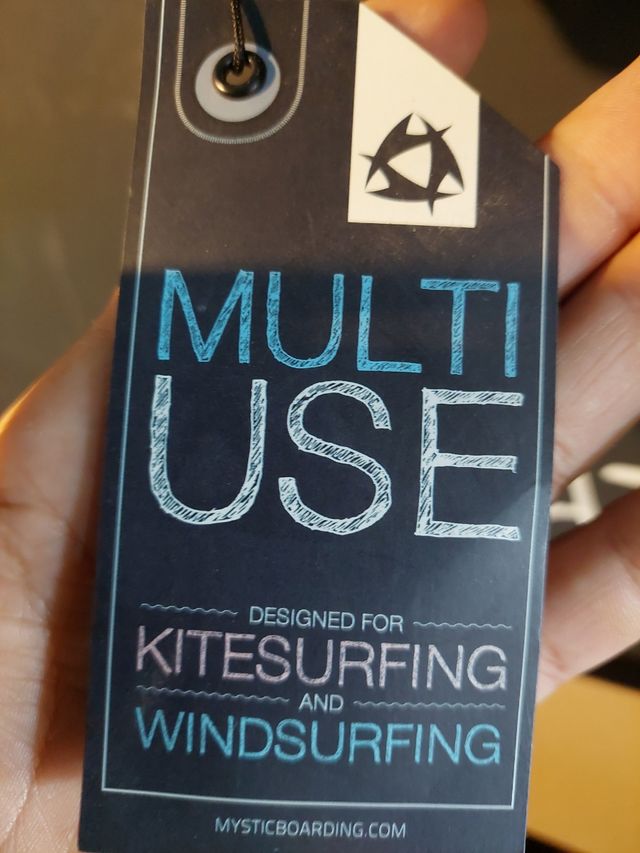 MULTI
USE
DESIGNED FOR
KITESURFING
AND
WINDSURFING
MYSTICBOARDING.COM